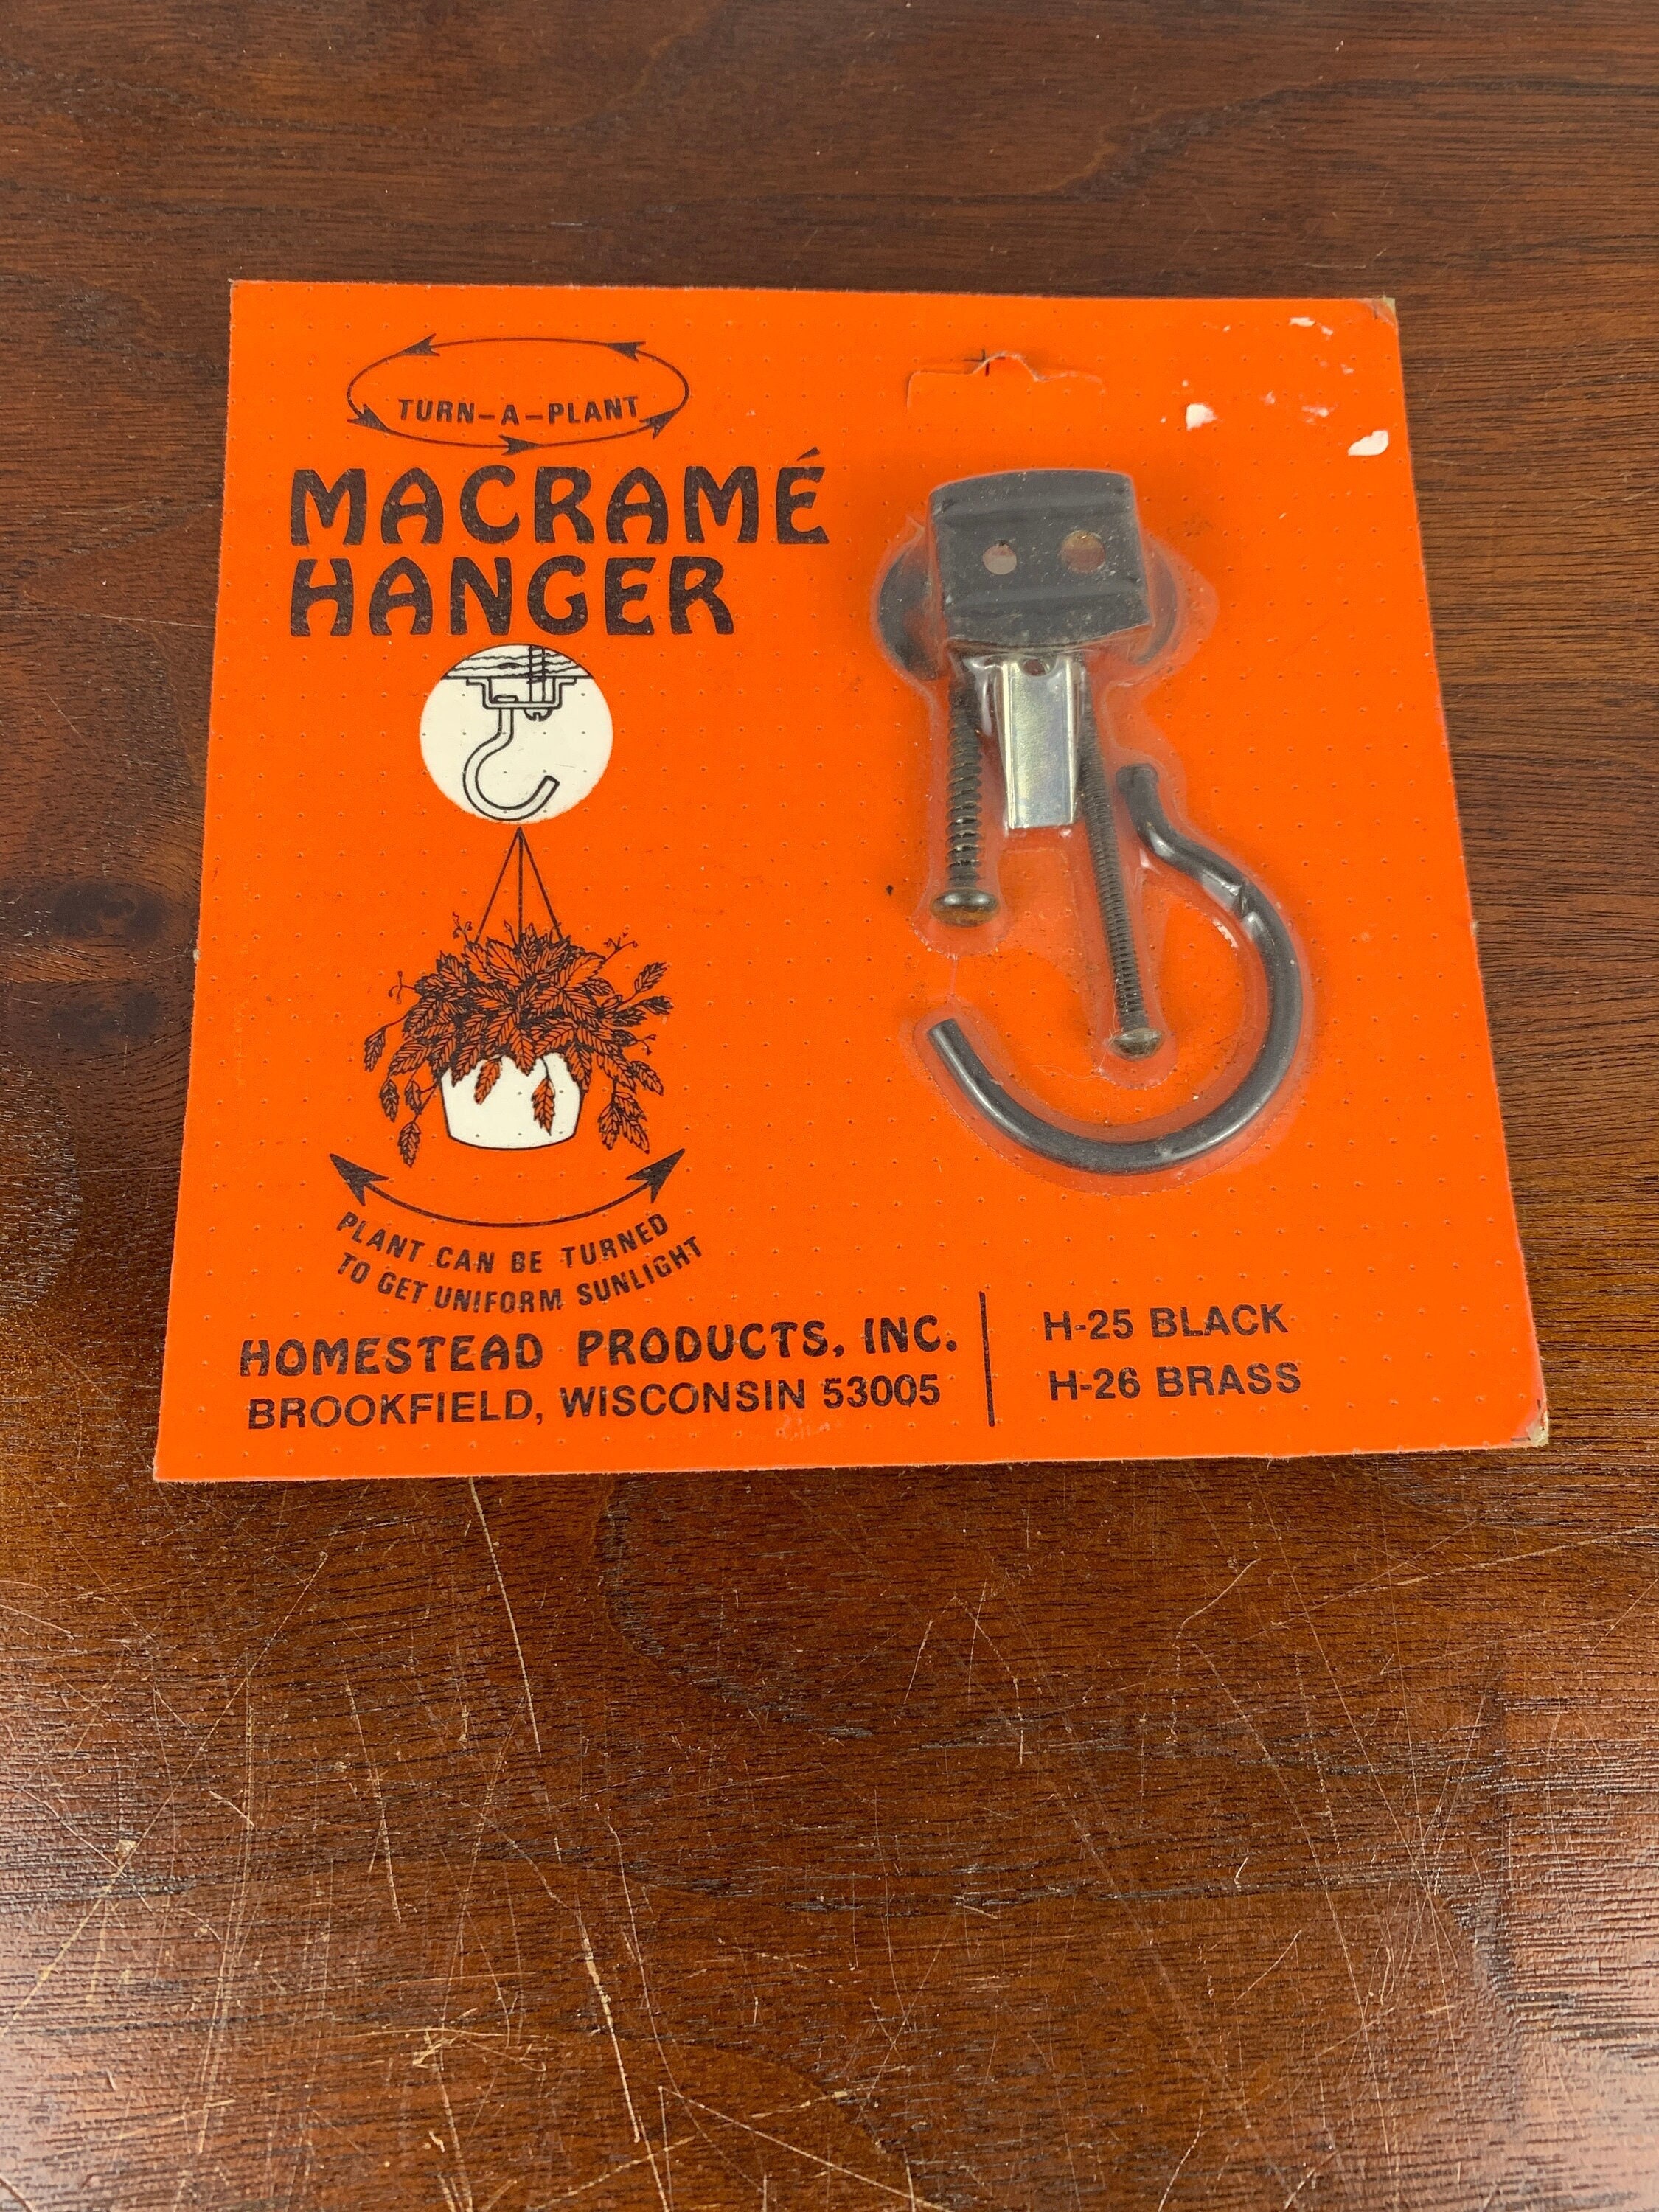 TURN-A-PLANT
MACRAMÉ
HANGER
PLANT CAN BE TURNED
TO GET UNIFORM SUNLIGHT
HOMESTEAD PRODUCTS, INC.
BROOKFIELD, WISCONSIN 53005
H-25 BLACK
H-26 BRASS